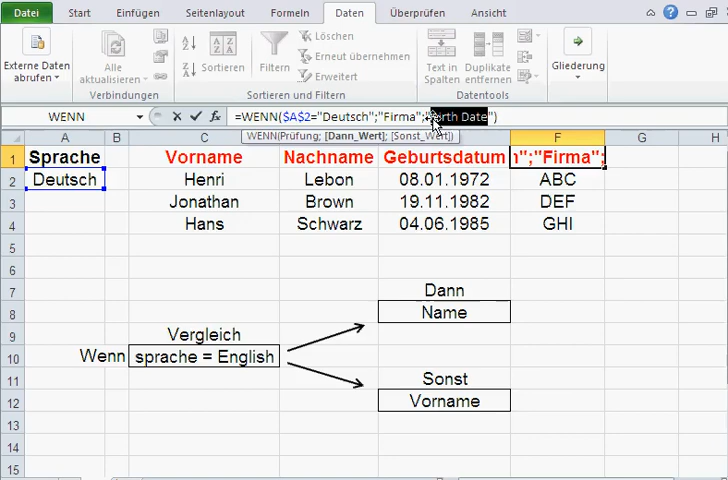 Datei Start Einfügen Seitenlayout Formeln Daten Überprüfen Ansicht
Externe Daten abrufen
Alle aktualisieren
Verbindungen
Sortieren
Filtern
Löschen
Erneut übernehmen
Erweitert
Sortieren und Filtern
Text in Spalten
Duplikate entfernen
Datentools
Gliederung
WENN
=WENN($A$2="Deutsch";"Firma";"Birth Date")
WENN(Prüfung; [Dann_Wert]; [Sonst_Wert])
A B C D E F G H
1 Sprache Vorname Nachname Geburtsdatum ";"Firma";
2 Deutsch Henri Lebon 08.01.1972 ABC
3 Jonathan Brown 19.11.1982 DEF
4 Hans Schwarz 04.06.1985 GHI
5
6
7 Dann
8 Name
9 Vergleich
10 Wenn sprache = English
11 Sonst
12 Vorname
13
14
15